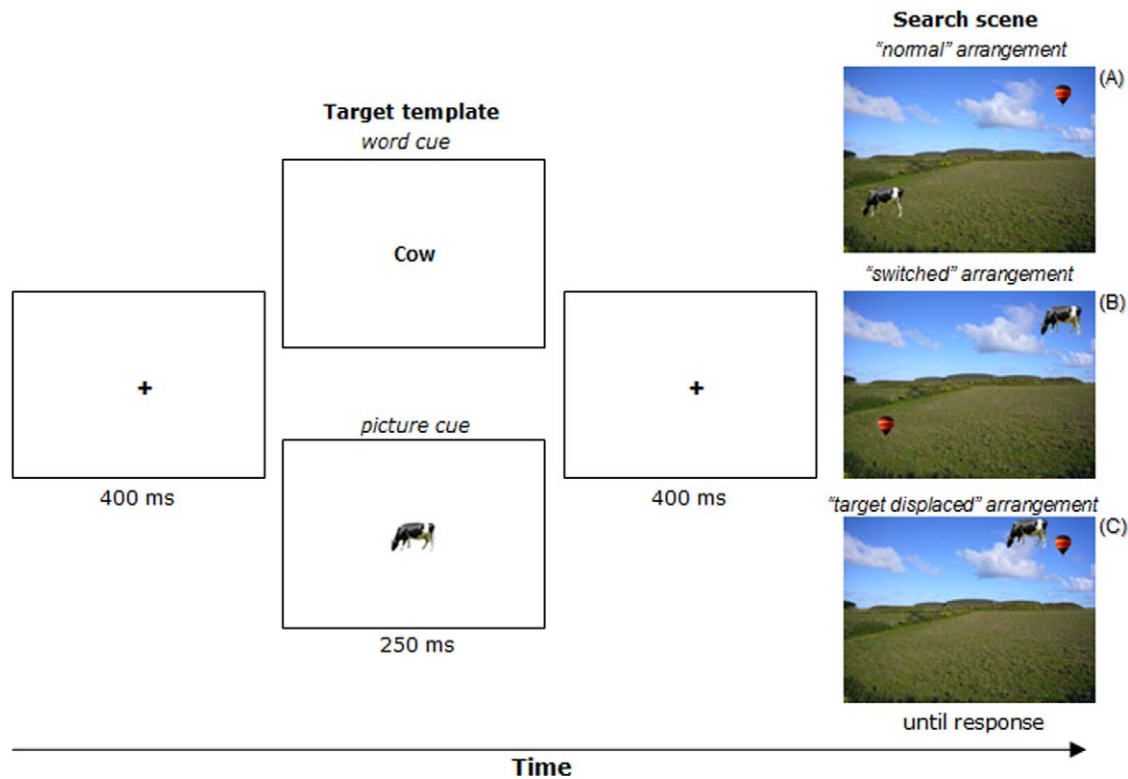 Search scene
"normal" arrangement
(A)
Target template
word cue
Cow
"switched" arrangement
(B)
+
+
picture cue
400 ms
400 ms
"target displaced" arrangement
(C)
250 ms
until response
Time